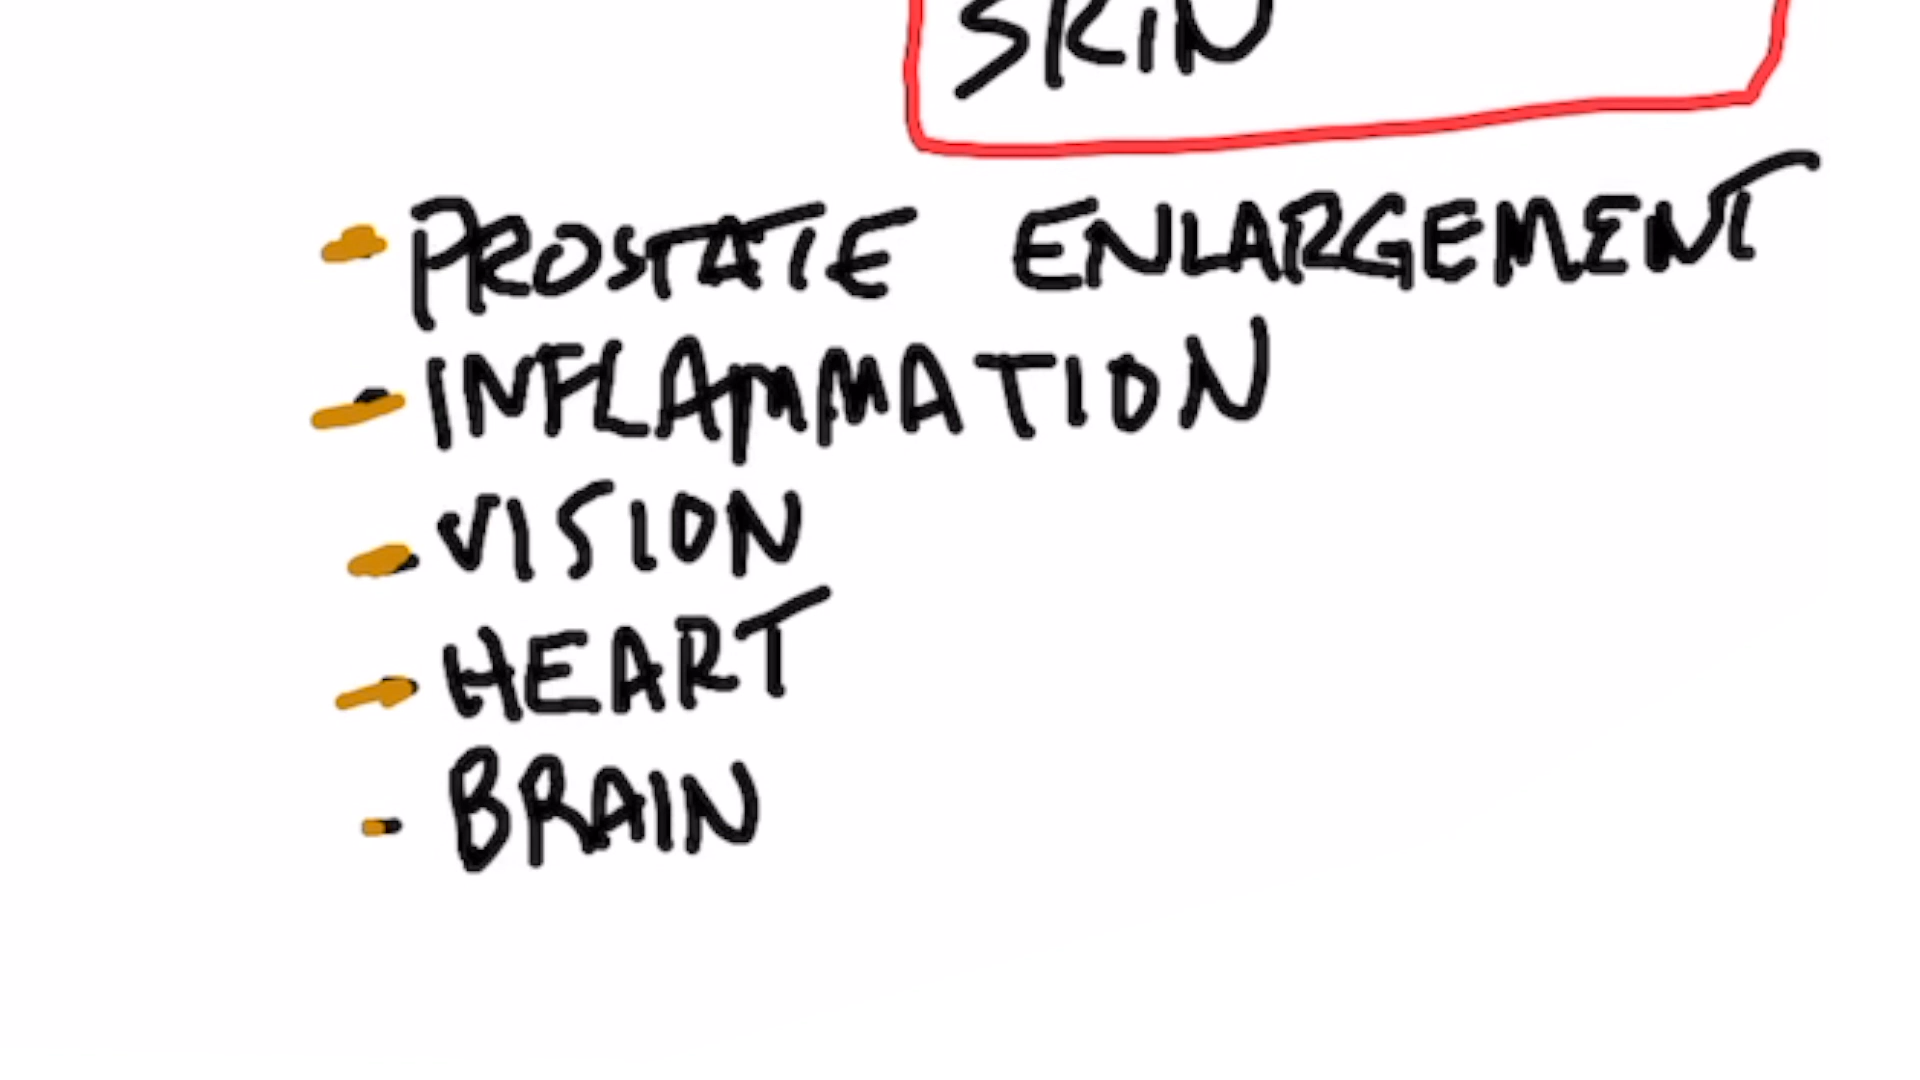 SKIN
- PROSTATE ENLARGEMENT
- INFLAMMATION
- VISION
- HEART
- BRAIN